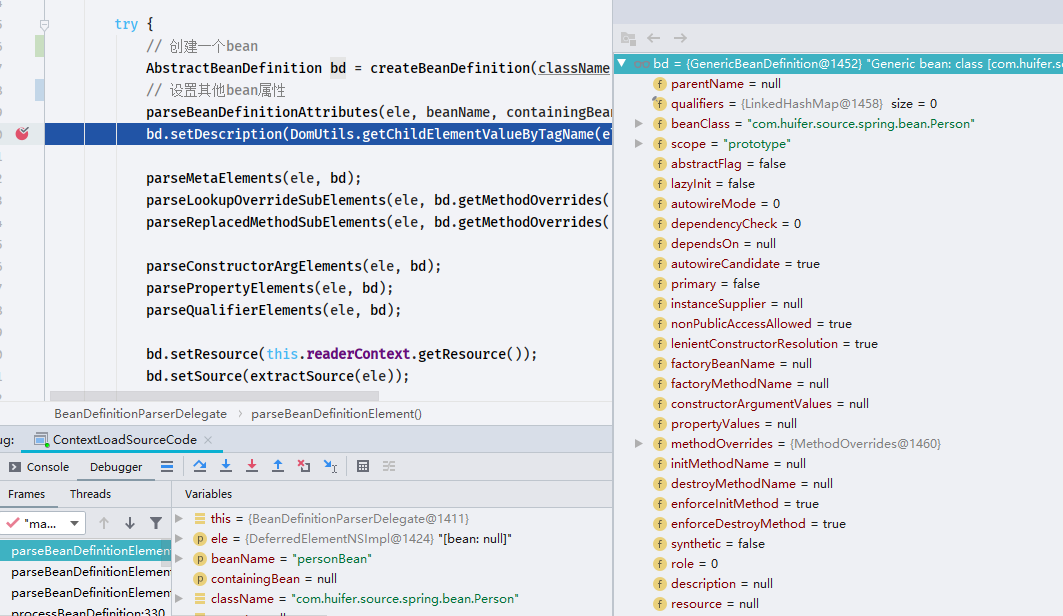 try {
// 创建一个bean
AbstractBeanDefinition bd = createBeanDefinition(className
// 设置其他bean属性
parseBeanDefinitionAttributes(ele, beanName, containingBean
bd.setDescription(DomUtils.getChildElementValueByTagName(el
parseMetaElements(ele, bd);
parseLookupOverrideSubElements(ele, bd.getMethodOverrides(
parseReplacedMethodSubElements(ele, bd.getMethodOverrides(
parseConstructorArgElements(ele, bd);
parsePropertyElements(ele, bd);
parseQualifierElements(ele, bd);
bd.setResource(this.readerContext.getResource());
bd.setSource(extractSource(ele));
BeanDefinitionParserDelegate › parseBeanDefinitionElement()
ug: ContextLoadSourceCode
Console Debugger
Frames Threads
"ma...
parseBeanDefinitionElemen
parseBeanDefinitionElemen
parseBeanDefinitionElemen
processBeanDefinition:330
Variables
this = {BeanDefinitionParserDelegate@1411}
ele = {DeferredElementNSImpl@1424} "[bean: null]"
beanName = "personBean"
containingBean = null
className = "com.huifer.source.spring.bean.Person"
bd = {GenericBeanDefinition@1452} "Generic bean: class [com.huifer.so
parentName = null
qualifiers = {LinkedHashMap@1458} size = 0
beanClass = "com.huifer.source.spring.bean.Person"
scope = "prototype"
abstractFlag = false
lazyInit = false
autowireMode = 0
dependencyCheck = 0
dependsOn = null
autowireCandidate = true
primary = false
instanceSupplier = null
nonPublicAccessAllowed = true
lenientConstructorResolution = true
factoryBeanName = null
factoryMethodName = null
constructorArgumentValues = null
propertyValues = null
methodOverrides = {MethodOverrides@1460}
initMethodName = null
destroyMethodName = null
enforceInitMethod = true
enforceDestroyMethod = true
synthetic = false
role = 0
description = null
resource = null